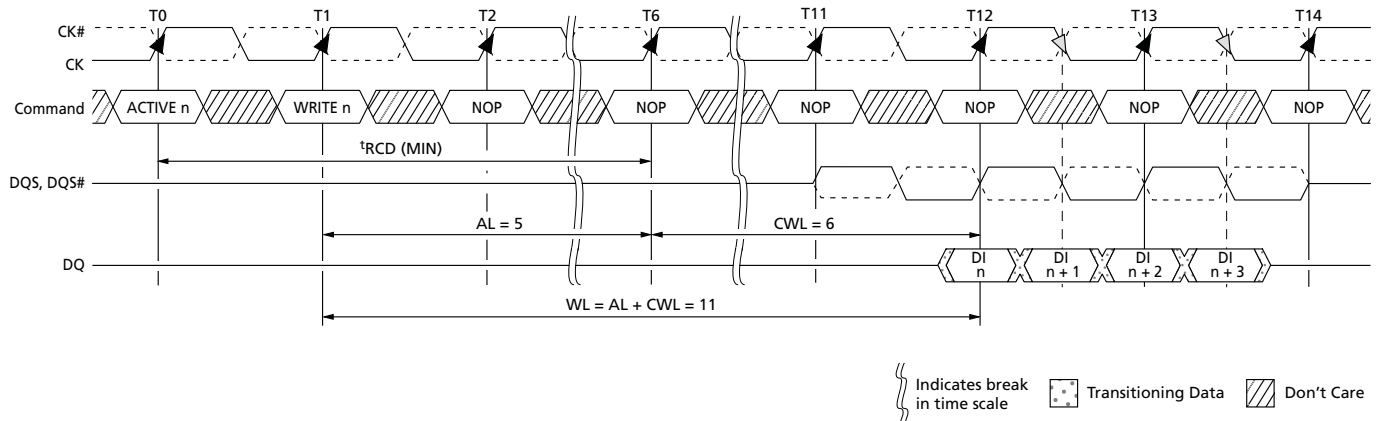 T0 T1 T2 T6 T11 T12 T13 T14
CK#
CK
Command ACTIVE n WRITE n NOP NOP NOP NOP NOP NOP
tRCD (MIN)
DQS, DQS#
AL = 5 CWL = 6
DQ DI n DI n + 1 DI n + 2 DI n + 3
WL = AL + CWL = 11
Indicates break in time scale
Transitioning Data
Don't Care